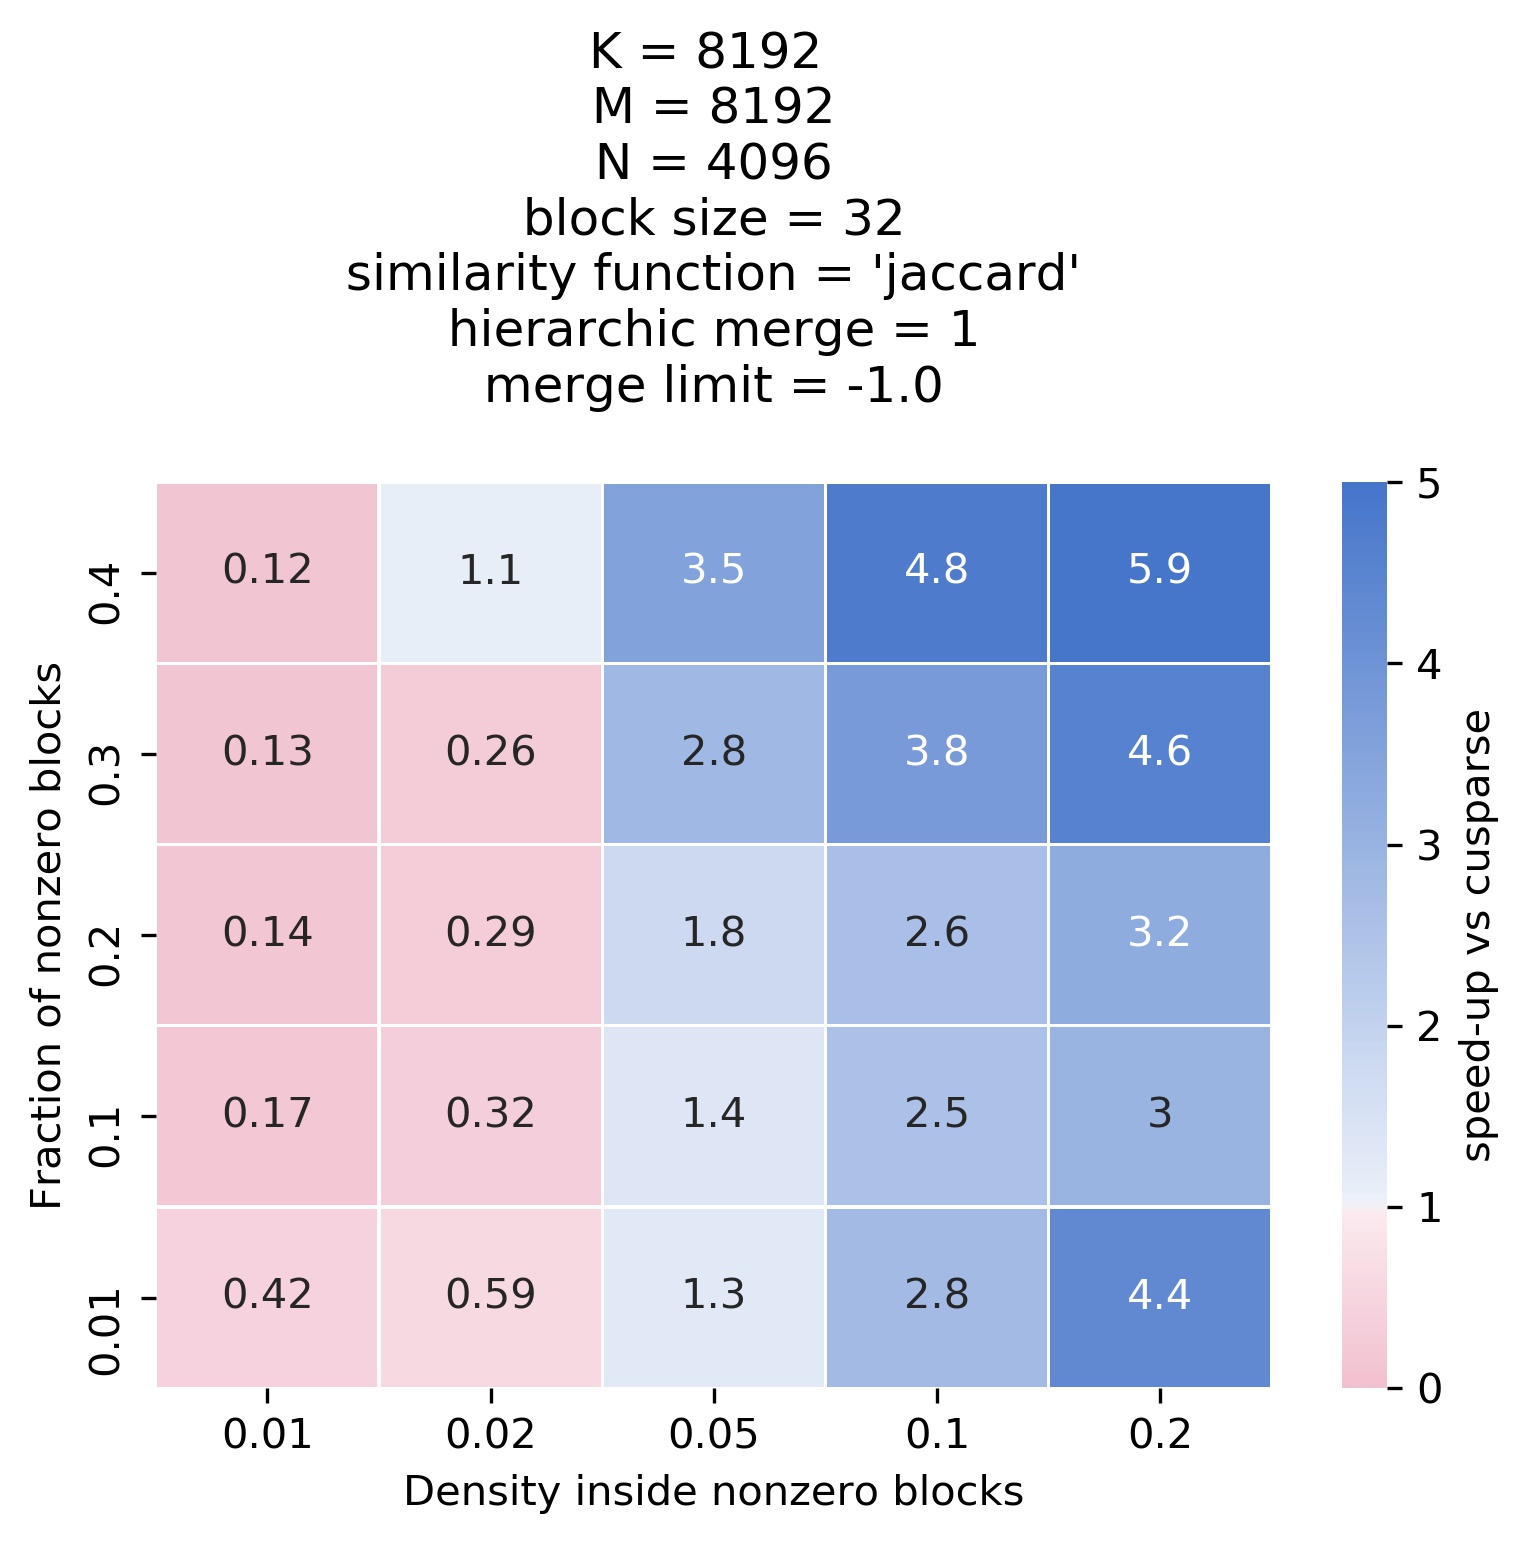 K = 8192
M = 8192
N = 4096
block size = 32
similarity function = 'jaccard'
hierarchic merge = 1
merge limit = -1.0
Fraction of nonzero blocks
0.4
0.12 1.1 3.5 4.8 5.9
0.3
0.13 0.26 2.8 3.8 4.6
0.2
0.14 0.29 1.8 2.6 3.2
0.1
0.17 0.32 1.4 2.5 3
0.01
0.42 0.59 1.3 2.8 4.4
0.01 0.02 0.05 0.1 0.2
Density inside nonzero blocks
5
4
3
2
1
0
speed-up vs cusparse